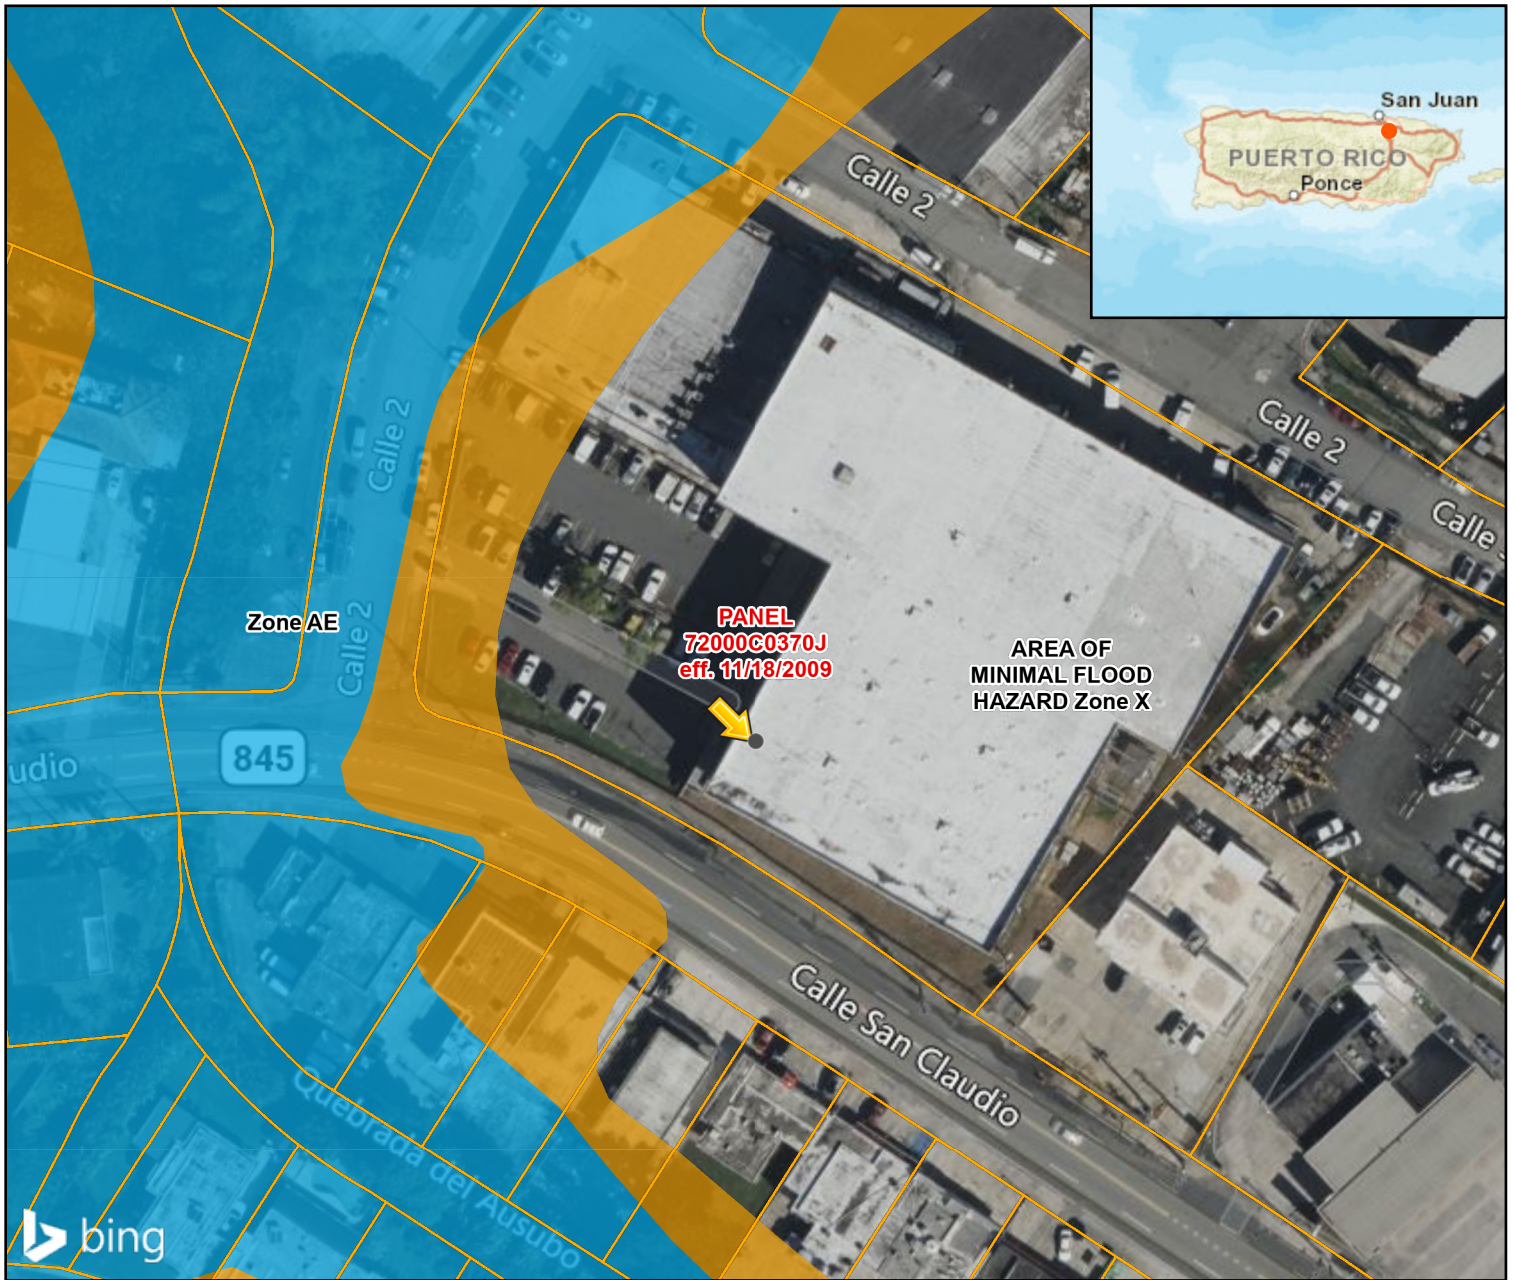 San Juan
PUERTO RICO
Ponce
Calle 2
Calle 2
Calle 2
Calle
Zone AE
Calle 2
PANEL
72000C0370J
eff. 11/18/2009
AREA OF
MINIMAL FLOOD
HAZARD Zone X
845
udio
Calle San Claudio
Quebrada del Ausubo
bing